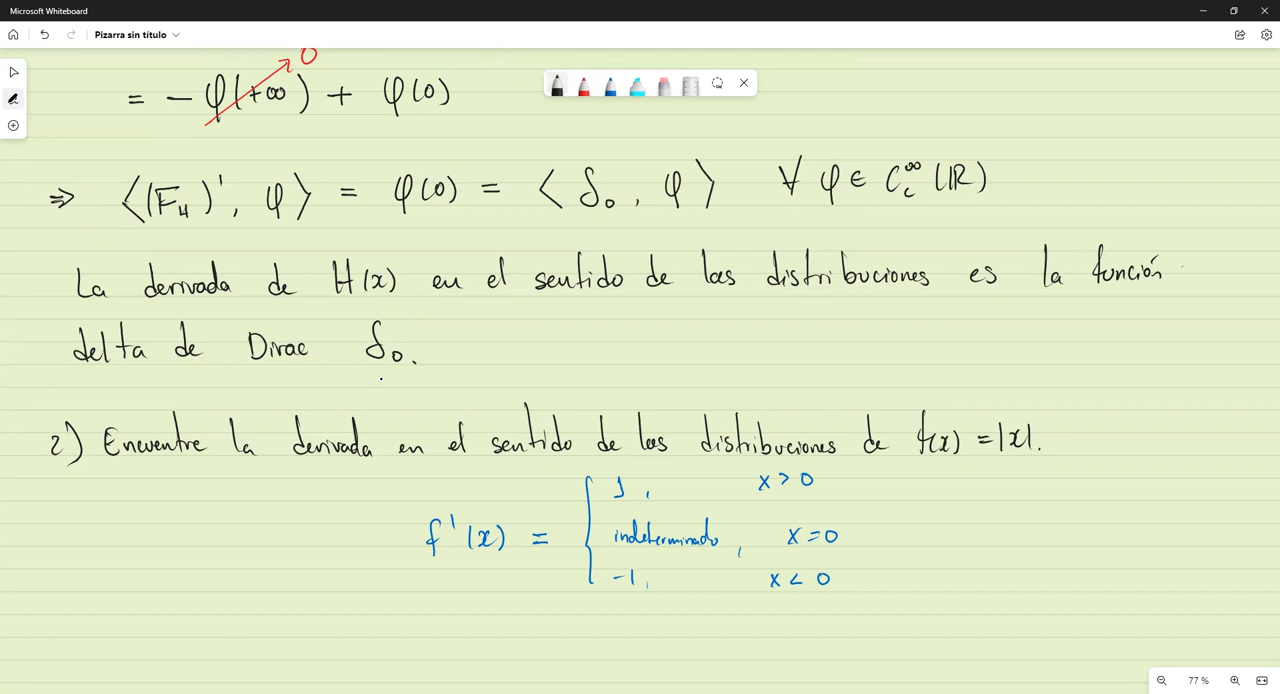 Microsoft Whiteboard
Pizarra sin título
0
= - φ(+∞) + φ(0)
⇒ ⟨(F_H)', φ⟩ = φ(0) = ⟨δ₀, φ⟩ ∀ φ ∈ C_c^∞(ℝ)
La derivada de H(x) en el sentido de las distribuciones es la función
delta de Dirac δ₀.
2) Encuentre la derivada en el sentido de las distribuciones de f(x) = |x|.
1, x > 0
f'(x) = { indeterminado, x = 0
-1, x < 0
77 %